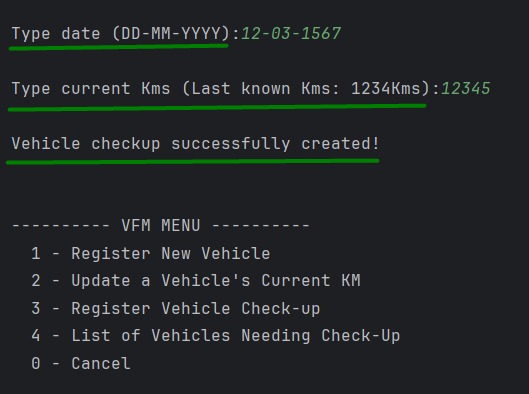 Type date (DD-MM-YYYY):12-03-1567
Type current Kms (Last known Kms: 1234Kms):12345
Vehicle checkup successfully created!
---------- VFM MENU ----------
1 - Register New Vehicle
2 - Update a Vehicle's Current KM
3 - Register Vehicle Check-up
4 - List of Vehicles Needing Check-Up
0 - Cancel